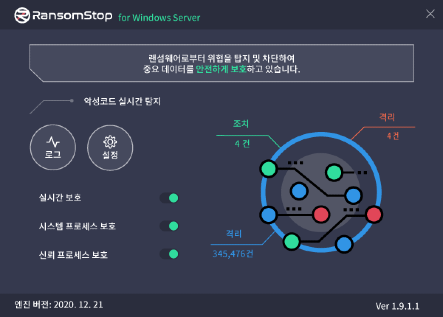 RansomStop for Windows Server
랜섬웨어로부터 위협을 탐지 및 차단하여
중요 데이터를 안전하게 보호하고 있습니다.
악성코드 실시간 탐지
로그
설정
조치
4 건
격리
4건
실시간 보호
시스템 프로세스 보호
신뢰 프로세스 보호
격리
345,476건
엔진 버전: 2020. 12. 21
Ver 1.9.1.1